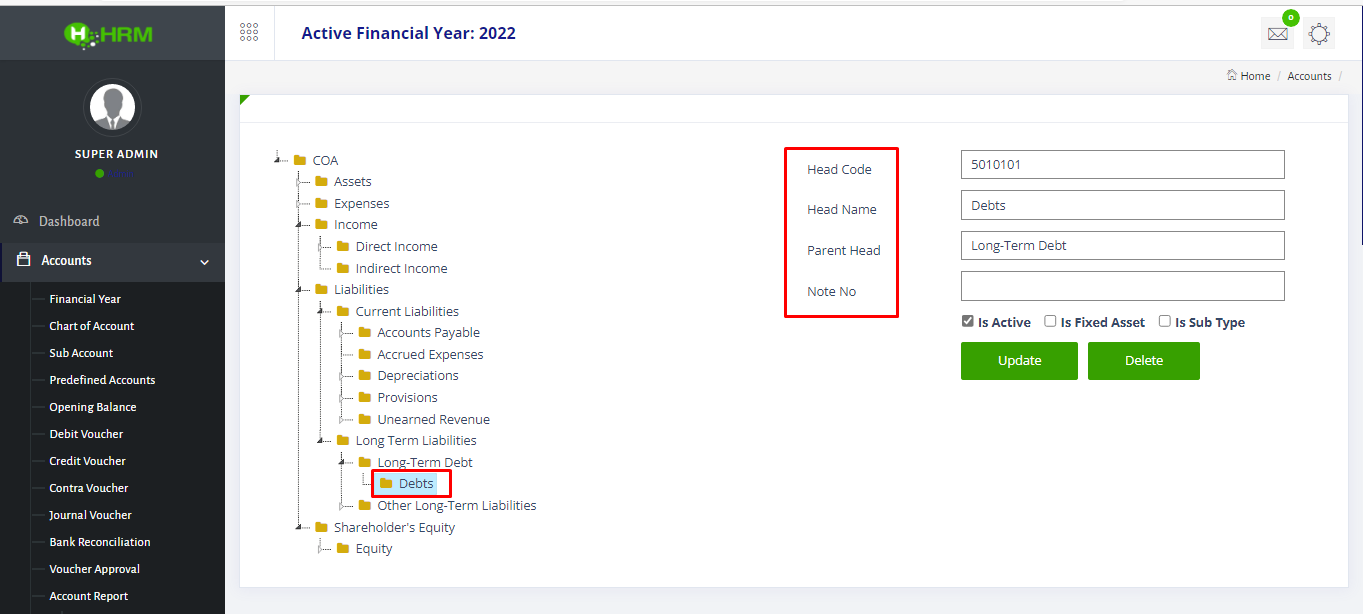 HRM
Active Financial Year: 2022
0
Home / Accounts /
SUPER ADMIN
Dashboard
Accounts
Financial Year
Chart of Account
Sub Account
Predefined Accounts
Opening Balance
Debit Voucher
Credit Voucher
Contra Voucher
Journal Voucher
Bank Reconciliation
Voucher Approval
Account Report
COA
Assets
Expenses
Income
Direct Income
Indirect Income
Liabilities
Current Liabilities
Accounts Payable
Accrued Expenses
Depreciations
Provisions
Unearned Revenue
Long Term Liabilities
Long-Term Debt
Debts
Other Long-Term Liabilities
Shareholder's Equity
Equity
Head Code 5010101
Head Name Debts
Parent Head Long-Term Debt
Note No
Is Active Is Fixed Asset Is Sub Type
Update Delete